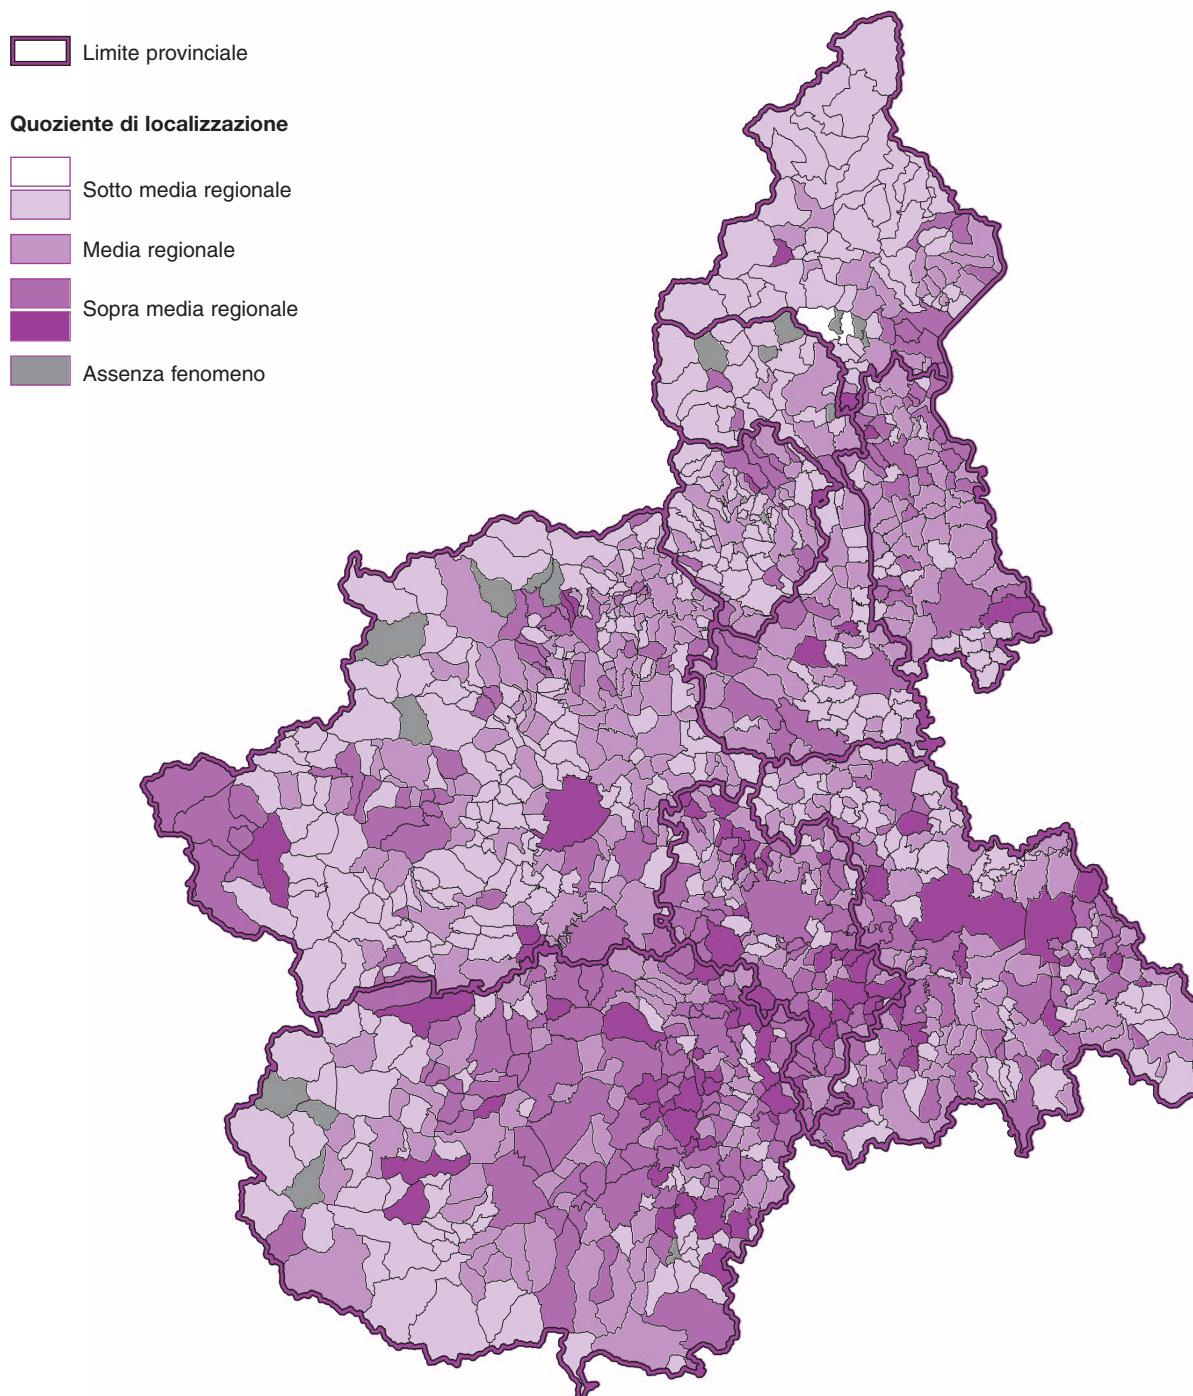 Limite provinciale
Quoziente di localizzazione
Sotto media regionale
Media regionale
Sopra media regionale
Assenza fenomeno